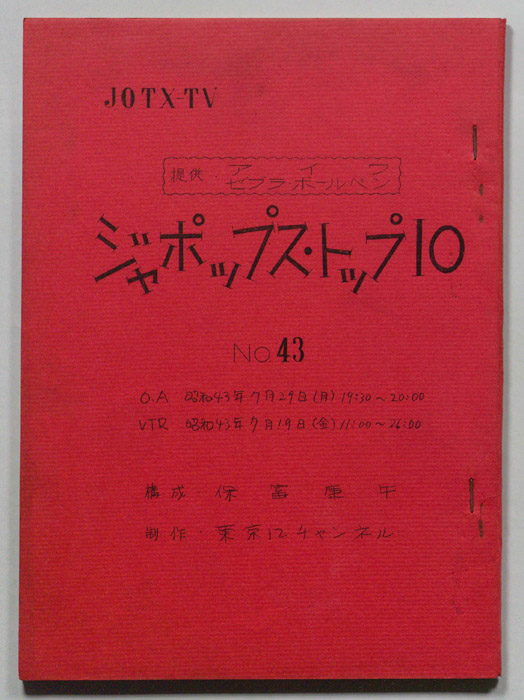 JOTX-TV
提供・アイフ
ゼブラ・ボールペン
ジャポップス・トップ10
No. 43
O.A 昭和43年7月29日(月)19:30〜20:00
VTR 昭和43年7月19日(金)11:00〜26:00
構成・保富康午
制作・東京12チャンネル